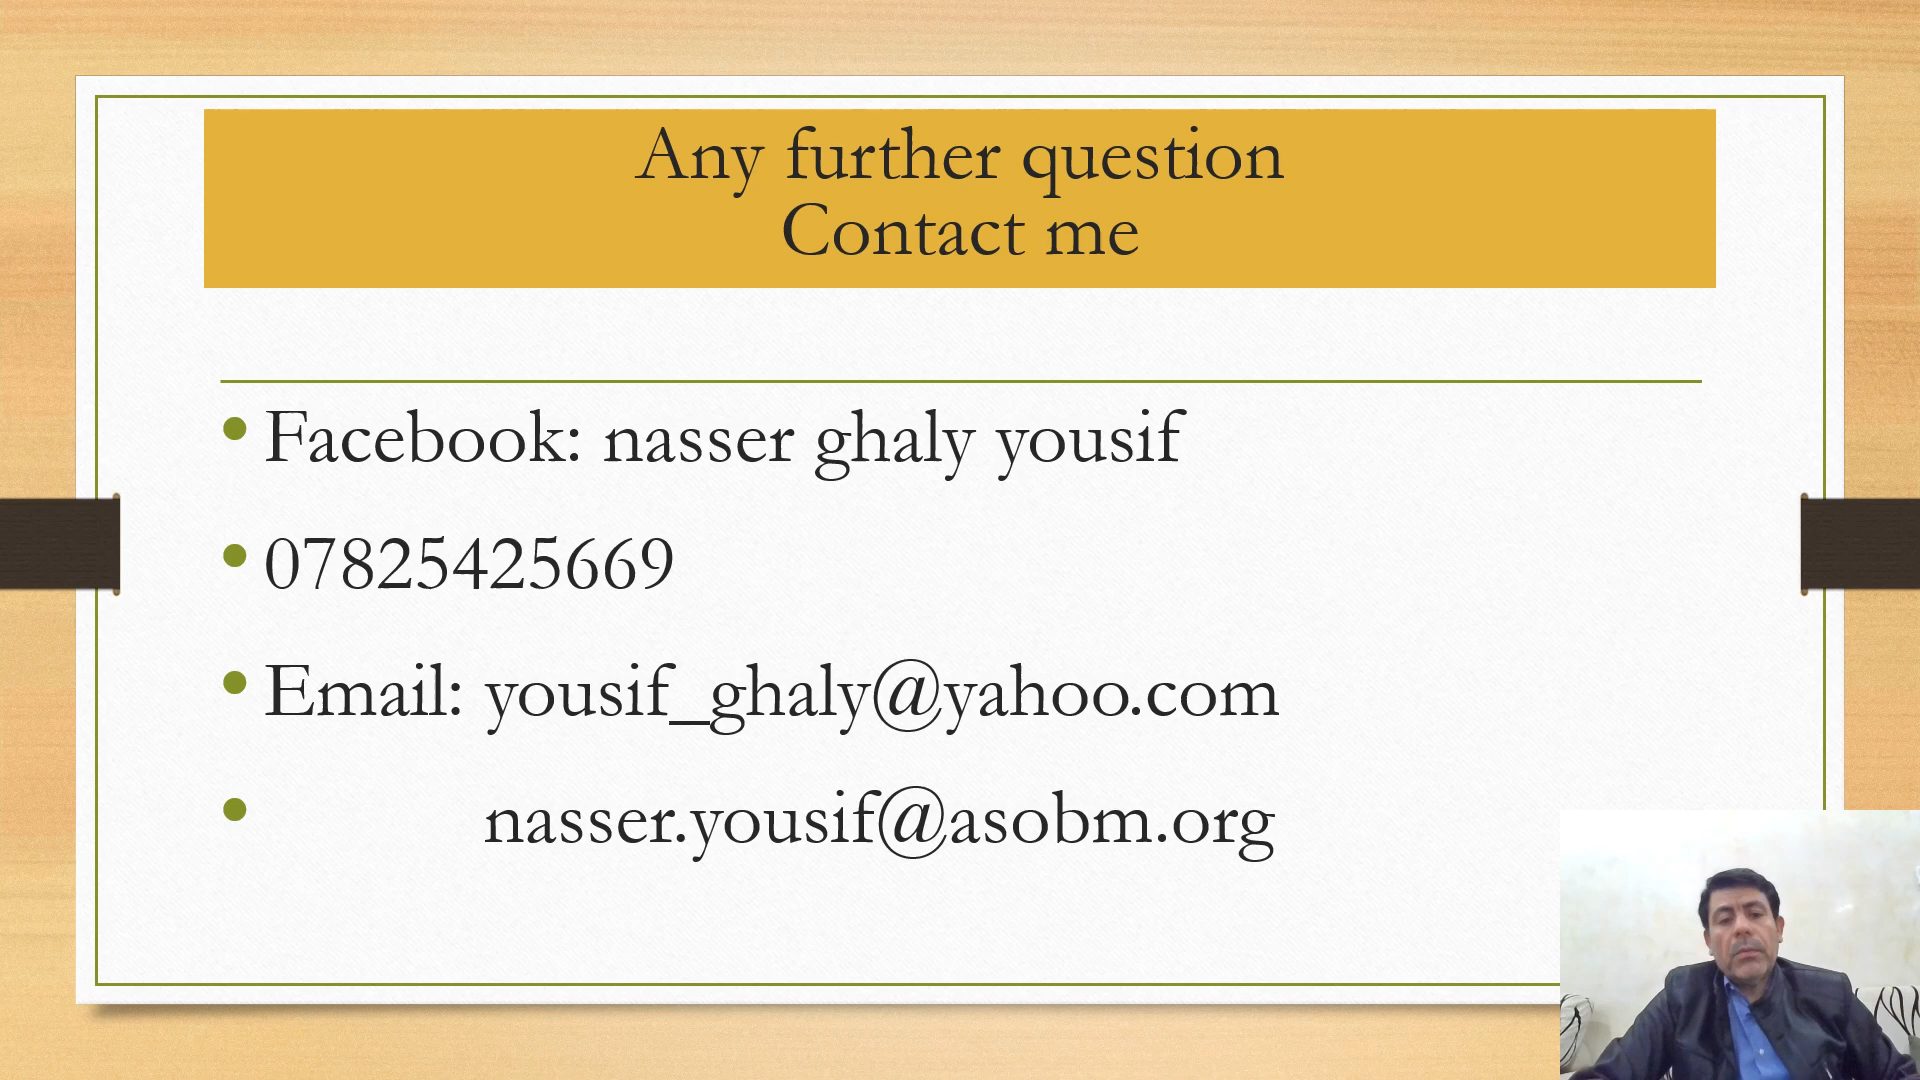 Any further question
Contact me
Facebook: nasser ghaly yousif
07825425669
Email: yousif_ghaly@yahoo.com
nasser.yousif@asobm.org